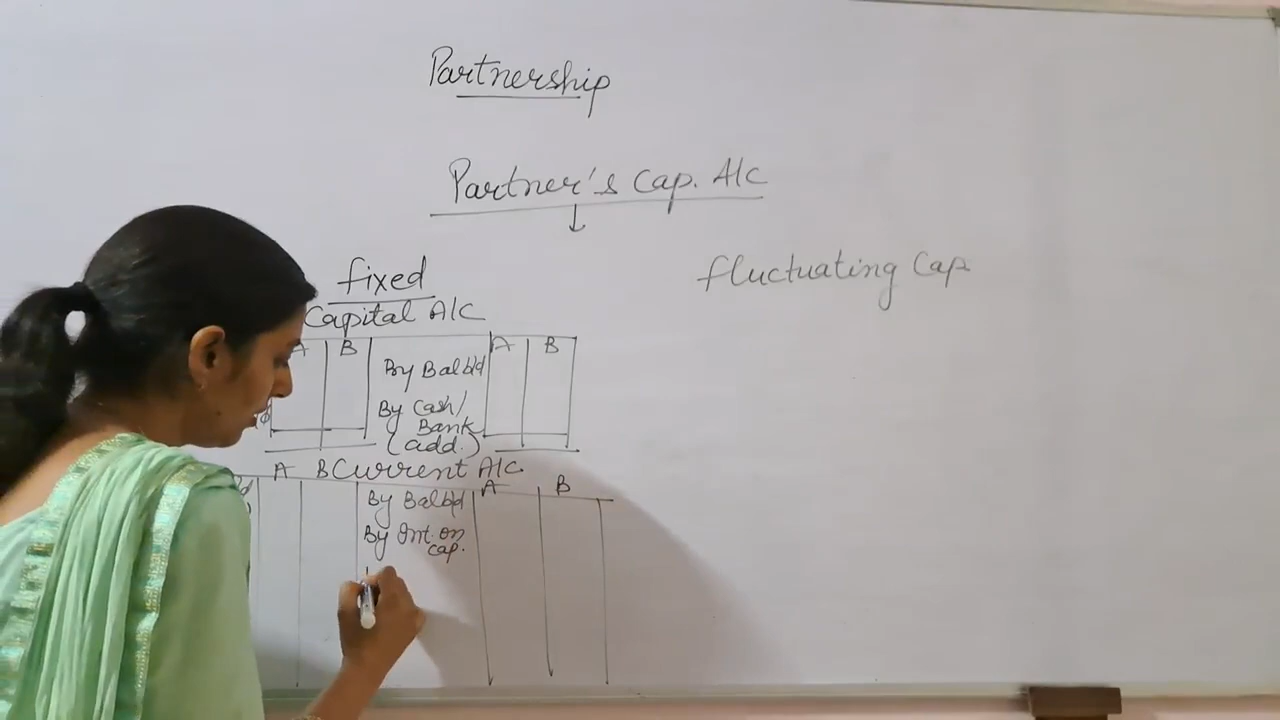 Partnership
Partner's Cap. A/c
fixed
fluctuating Cap
Capital A/c
A B A B
By Bal b/d
By Cash/
Bank
(add.)
Current A/c
A B A B
By Bal b/d
By Int. on
cap.